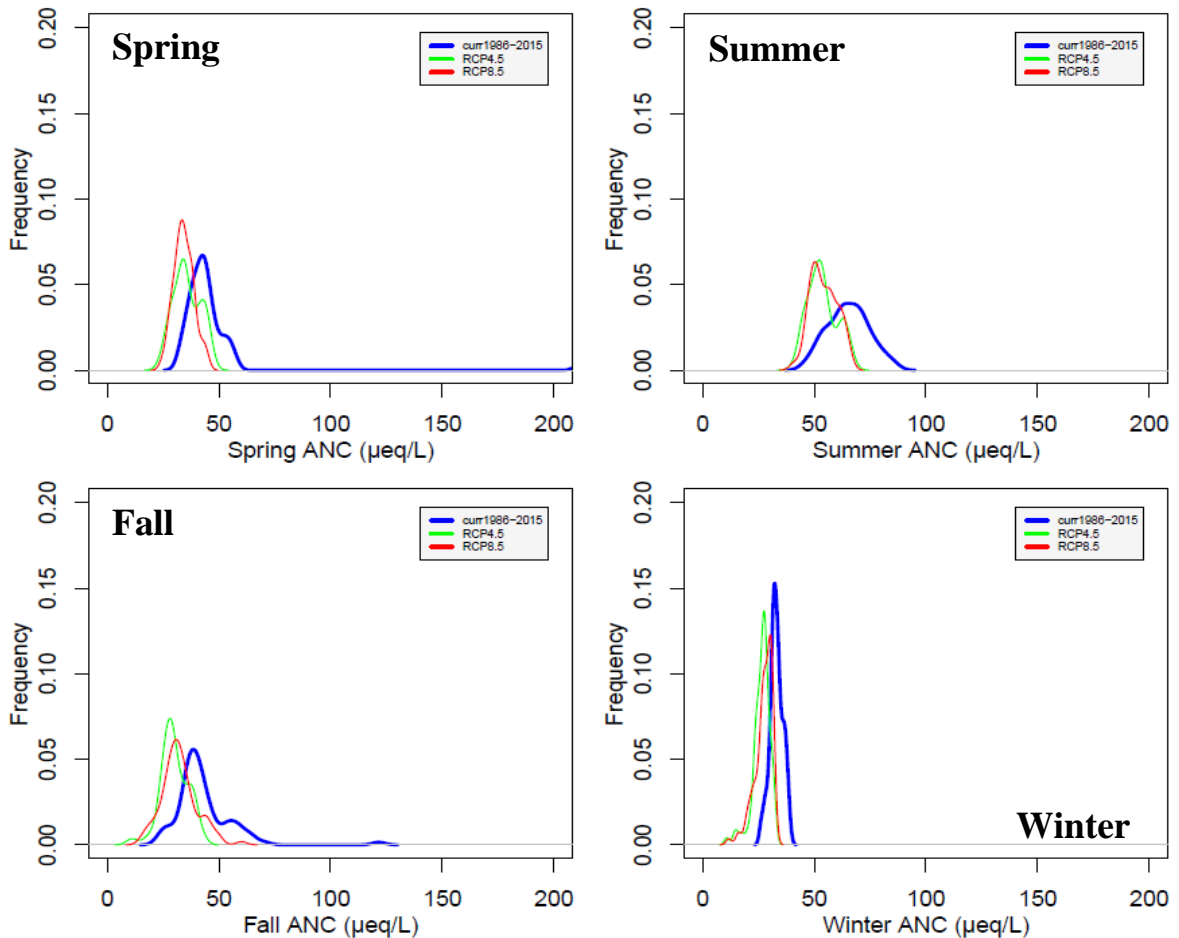 Spring
curr1986-2015
RCP4.5
RCP8.5
Frequency
0.20
0.15
0.10
0.05
0.00
0 50 100 150 200
Spring ANC (µeq/L)
Summer
curr1986-2015
RCP4.5
RCP8.5
Frequency
0.20
0.15
0.10
0.05
0.00
0 50 100 150 200
Summer ANC (µeq/L)
Fall
curr1986-2015
RCP4.5
RCP8.5
Frequency
0.20
0.15
0.10
0.05
0.00
0 50 100 150 200
Fall ANC (µeq/L)
curr1986-2015
RCP4.5
RCP8.5
Frequency
0.20
0.15
0.10
0.05
0.00
Winter
0 50 100 150 200
Winter ANC (µeq/L)